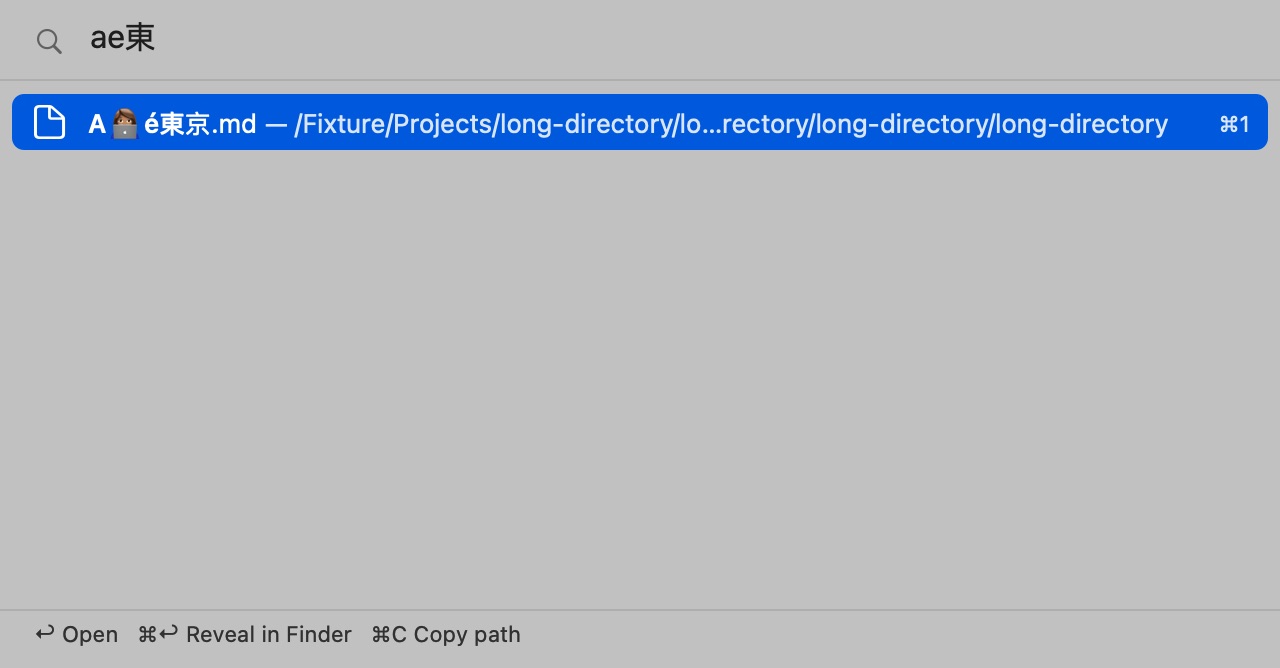 ae東
A👩🏽‍💻é東京.md — /Fixture/Projects/long-directory/lo...rectory/long-directory/long-directory ⌘1
↩ Open ⌘↩ Reveal in Finder ⌘C Copy path